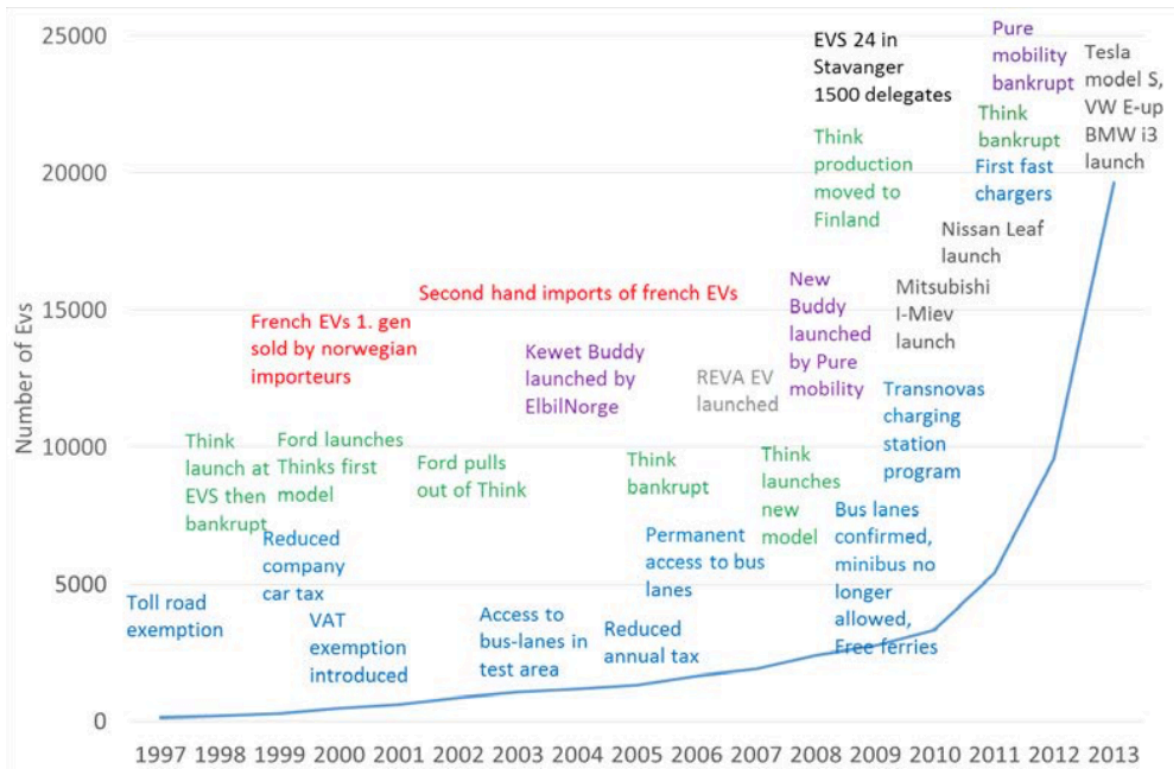 25000
20000
15000
10000
5000
0
Number of Evs
Toll road
exemption
Think
launch at
EVS then
bankrupt
Ford launches
Thinks first
model
Reduced
company
car tax
VAT
exemption
introduced
French EVs 1. gen
sold by norwegian
importeurs
Second hand imports of french EVs
Ford pulls
out of Think
Access to
bus-lanes in
test area
Kewet Buddy
launched by
ElbilNorge
Think
bankrupt
Reduced
annual tax
Permanent
access to bus
lanes
REVA EV
launched
Think
launches
new
model
New
Buddy
launched
by Pure
mobility
EVS 24 in
Stavanger
1500 delegates
Think
production
moved to
Finland
Bus lanes
confirmed,
minibus no
longer
allowed,
Free ferries
Transnovas
charging
station
program
Mitsubishi
I-Miev
launch
Nissan Leaf
launch
Pure
mobility
bankrupt
Think
bankrupt
First fast
chargers
Tesla
model S,
VW E-up
BMW i3
launch
1997 1998 1999 2000 2001 2002 2003 2004 2005 2006 2007 2008 2009 2010 2011 2012 2013